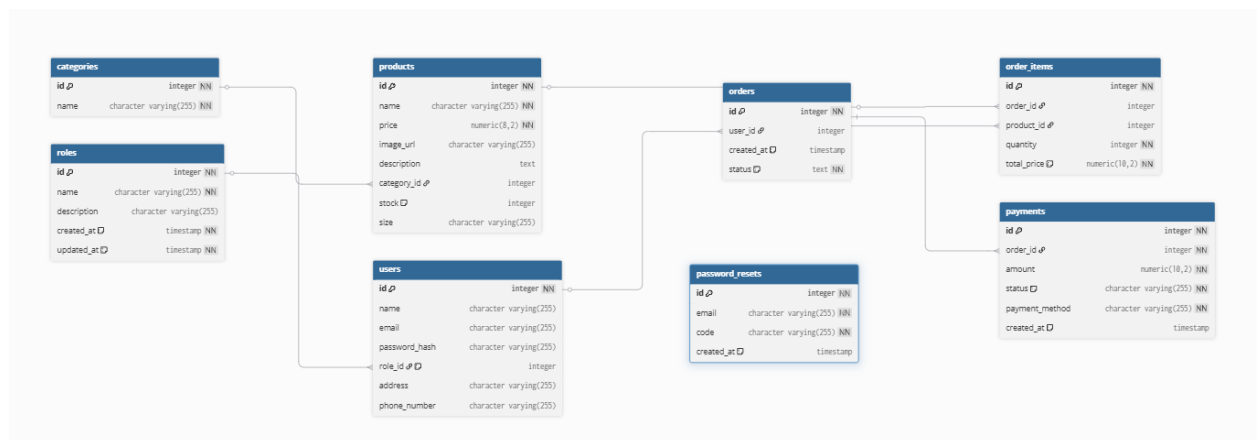 categories
id integer NN
name character varying(255) NN
roles
id integer NN
name character varying(255) NN
description character varying(255)
created_at timestamp NN
updated_at timestamp NN
products
id integer NN
name character varying(255) NN
price numeric(8,2) NN
image_url character varying(255)
description text
category_id integer
stock integer
size character varying(255)
users
id integer NN
name character varying(255)
email character varying(255)
password_hash character varying(255)
role_id integer
address character varying(255)
phone_number character varying(255)
orders
id integer NN
user_id integer
created_at timestamp
status text NN
password_resets
id integer NN
email character varying(255) NN
code character varying(255) NN
created_at timestamp
order_items
id integer NN
order_id integer
product_id integer
quantity integer NN
total_price numeric(10,2) NN
payments
id integer NN
order_id integer NN
amount numeric(10,2) NN
status character varying(255) NN
payment_method character varying(255) NN
created_at timestamp